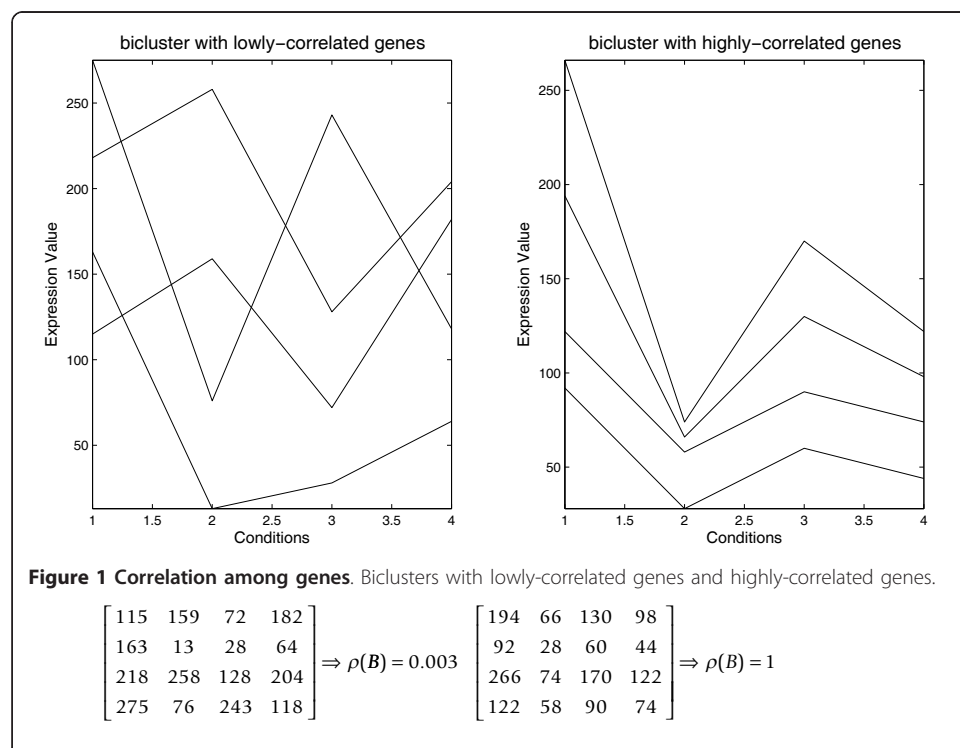 bicluster with lowly−correlated genes
250
200
150
100
50
Expression Value
1 1.5 2 2.5 3 3.5 4
Conditions
bicluster with highly−correlated genes
250
200
150
100
50
Expression Value
1 1.5 2 2.5 3 3.5 4
Conditions
Figure 1 Correlation among genes. Biclusters with lowly-correlated genes and highly-correlated genes.
115 159 72 182
163 13 28 64
218 258 128 204
275 76 243 118
⇒ ρ(B) = 0.003
194 66 130 98
92 28 60 44
266 74 170 122
122 58 90 74
⇒ ρ(B) = 1